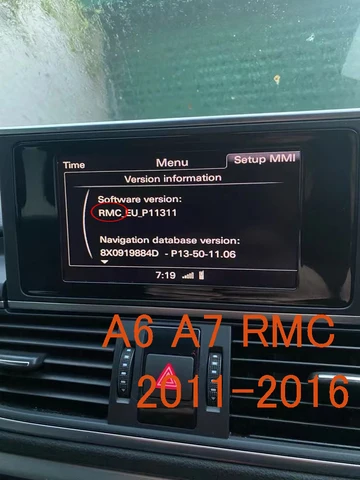 Time Menu Setup MMI
Version information
Software version:
RMC_EU_P11311
Navigation database version:
8X0919884D - P13-50-11.06
7:19
A6 A7 RMC
2011-2016